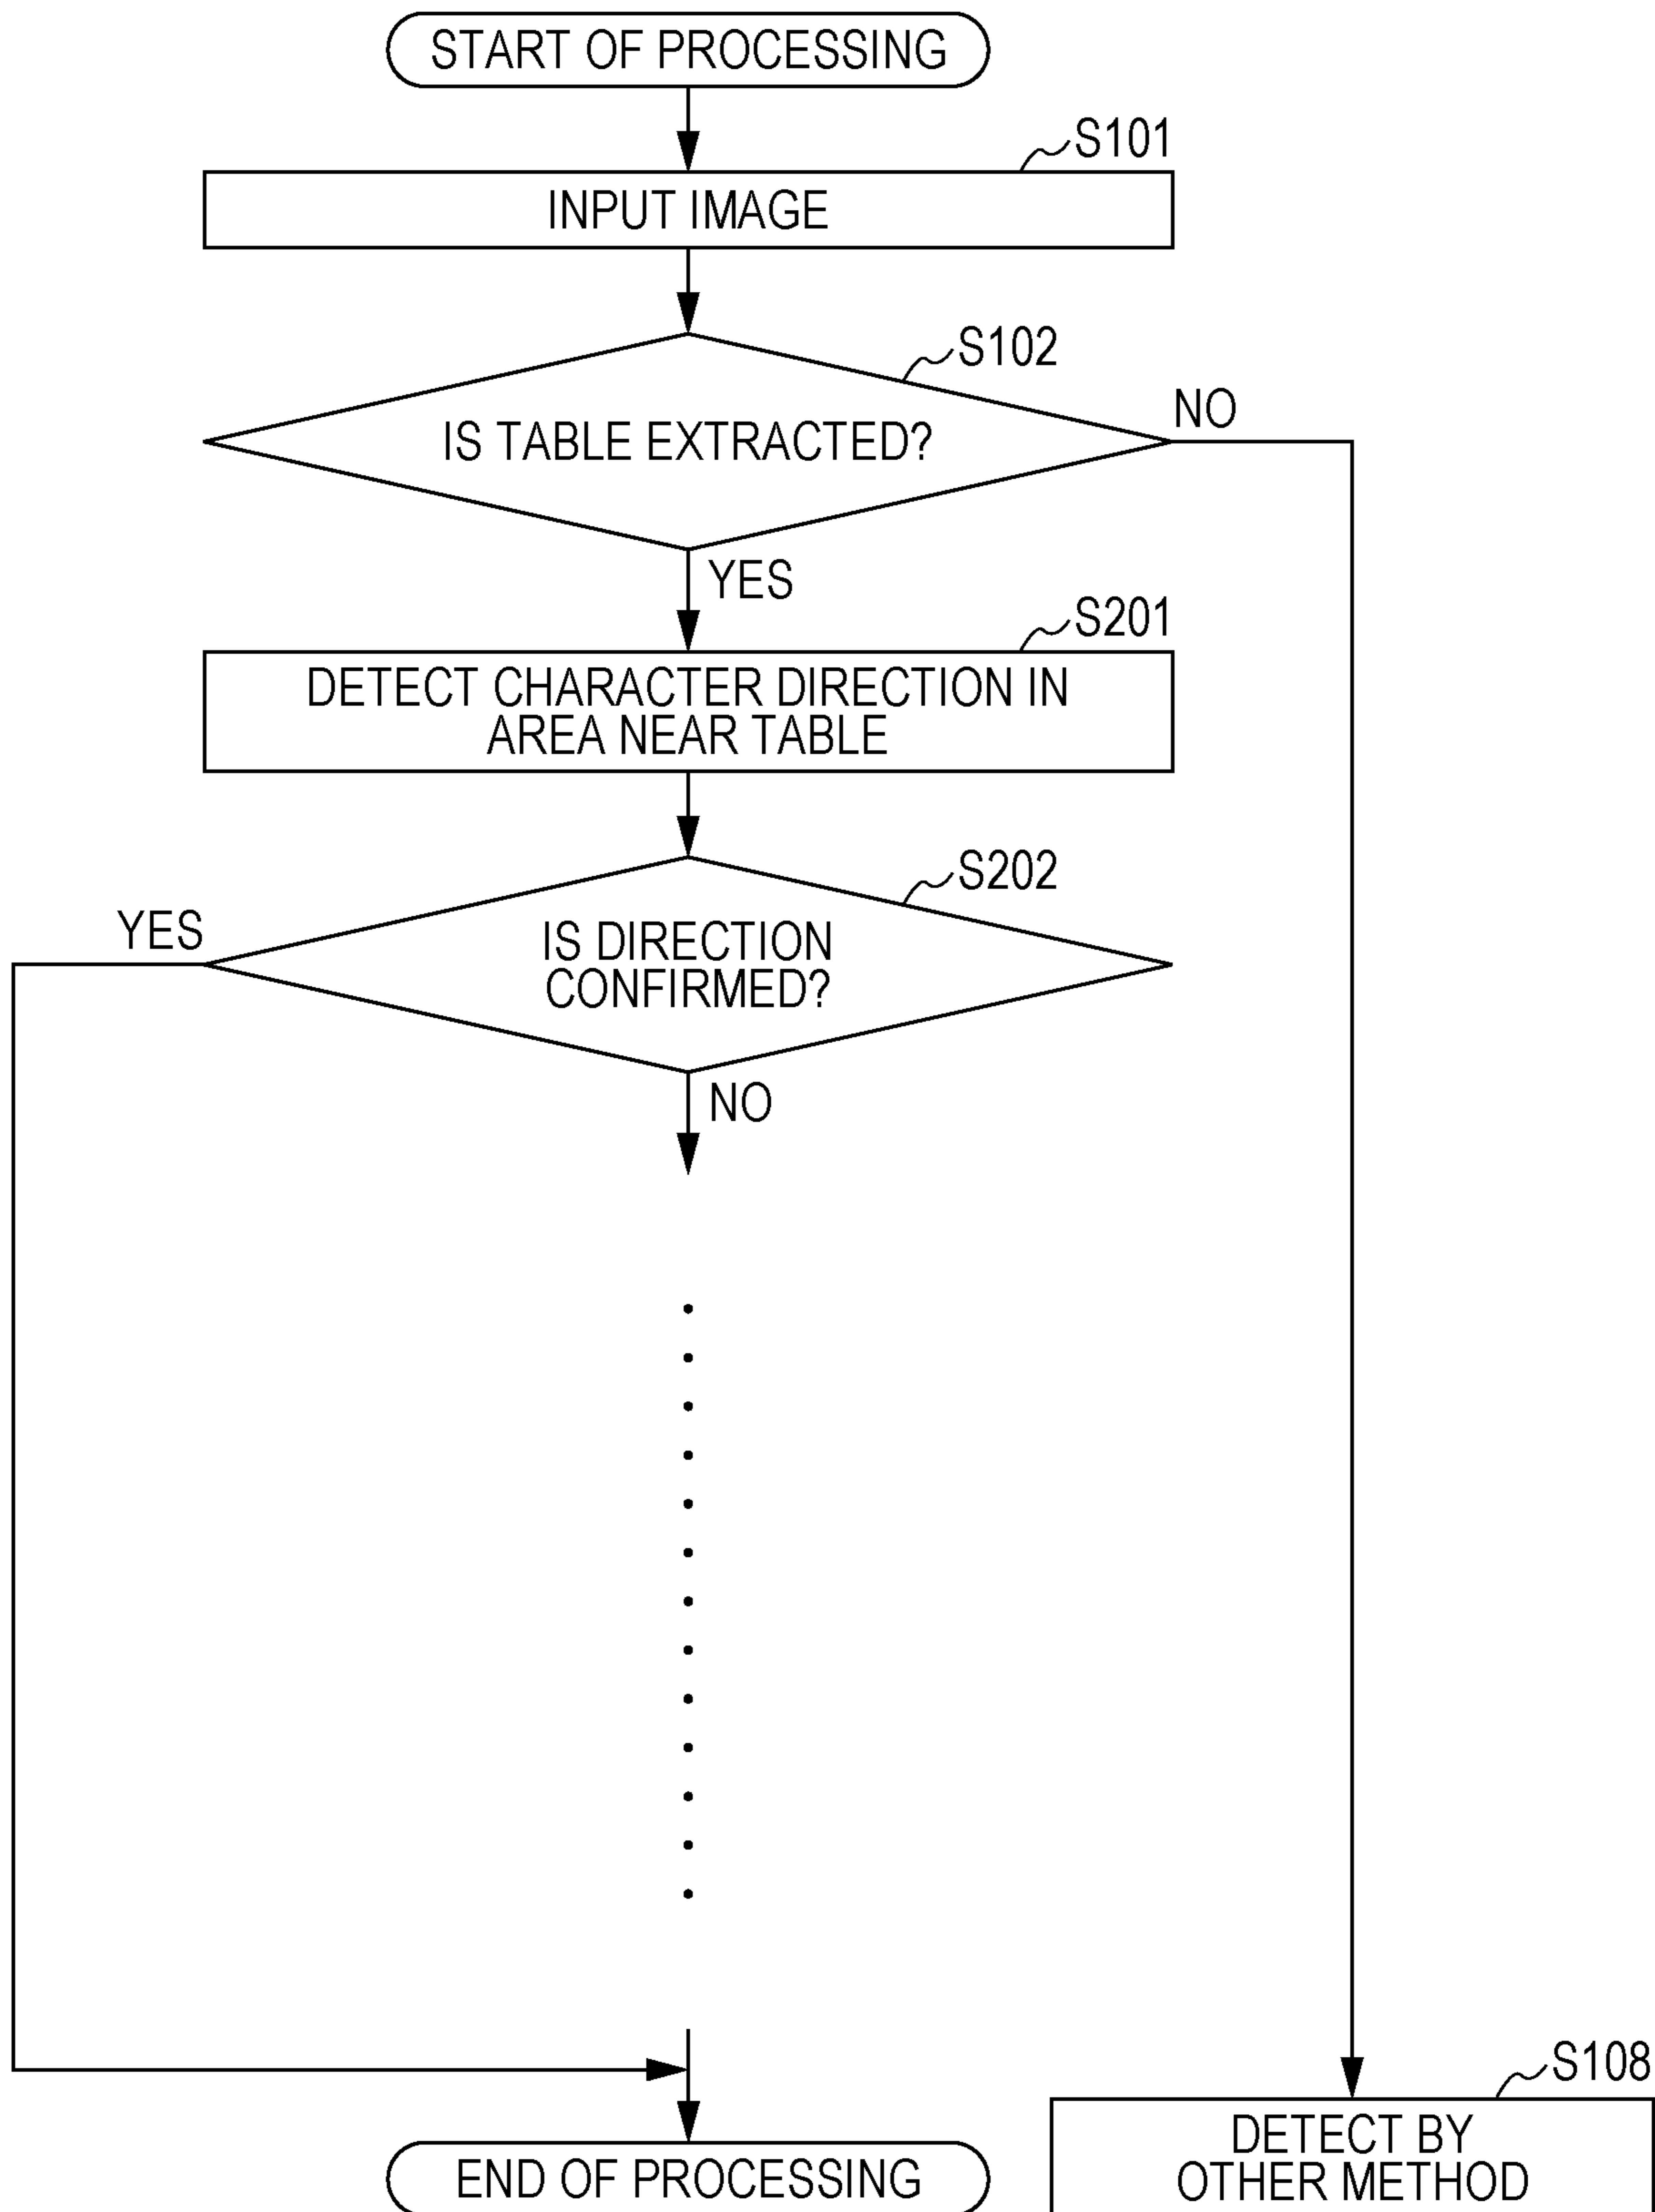 START OF PROCESSING
S101
INPUT IMAGE
S102
IS TABLE EXTRACTED?
NO
YES
S201
DETECT CHARACTER DIRECTION IN
AREA NEAR TABLE
S202
YES
IS DIRECTION
CONFIRMED?
NO
S108
DETECT BY
OTHER METHOD
END OF PROCESSING